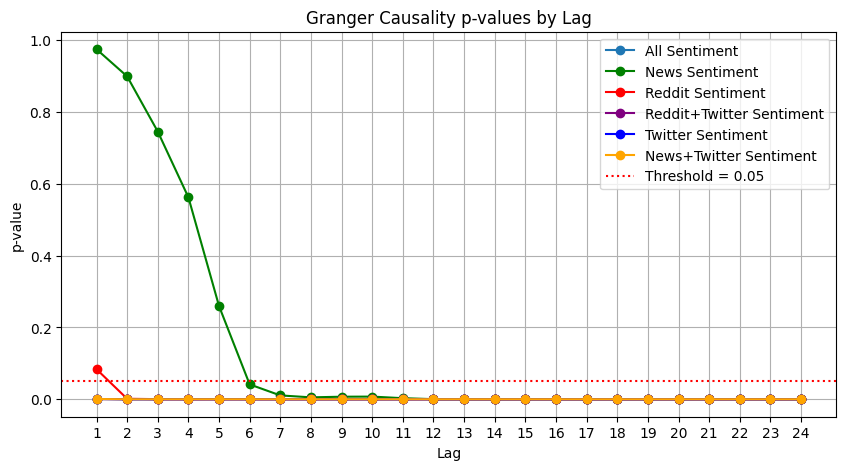 Granger Causality p-values by Lag
1.0
0.8
0.6
0.4
0.2
0.0
p-value
All Sentiment
News Sentiment
Reddit Sentiment
Reddit+Twitter Sentiment
Twitter Sentiment
News+Twitter Sentiment
Threshold = 0.05
1 2 3 4 5 6 7 8 9 10 11 12 13 14 15 16 17 18 19 20 21 22 23 24
Lag